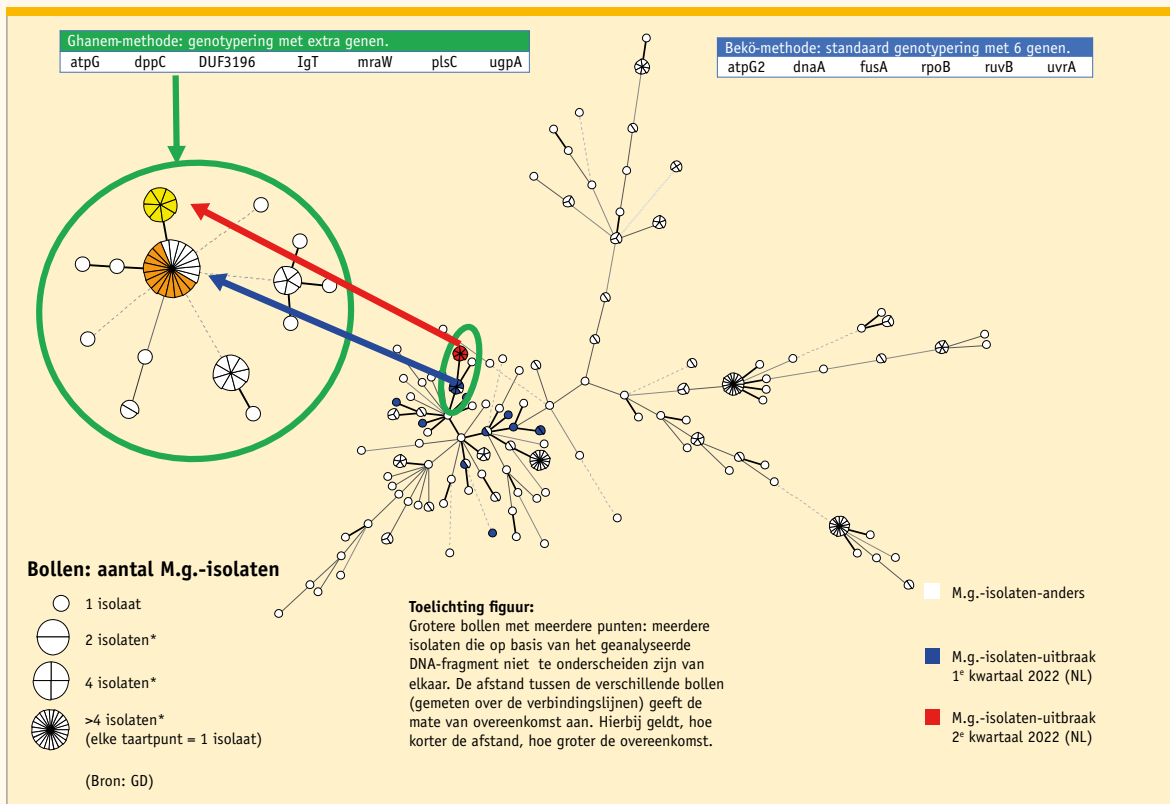 Ghanem-methode: genotypering met extra genen.
atpG dppC DUF3196 IgT mraW plsC ugpA
Bekö-methode: standaard genotypering met 6 genen.
atpG2 dnaA fusA rpoB ruvB uvrA
Bollen: aantal M.g.-isolaten
1 isolaat
2 isolaten*
4 isolaten*
>4 isolaten*
(elke taartpunt = 1 isolaat)
(Bron: GD)
Toelichting figuur:
Grotere bollen met meerdere punten: meerdere
isolaten die op basis van het geanalyseerde
DNA-fragment niet te onderscheiden zijn van
elkaar. De afstand tussen de verschillende bollen
(gemeten over de verbindingslijnen) geeft de
mate van overeenkomst aan. Hierbij geldt, hoe
korter de afstand, hoe groter de overeenkomst.
M.g.-isolaten-anders
M.g.-isolaten-uitbraak
1e kwartaal 2022 (NL)
M.g.-isolaten-uitbraak
2e kwartaal 2022 (NL)